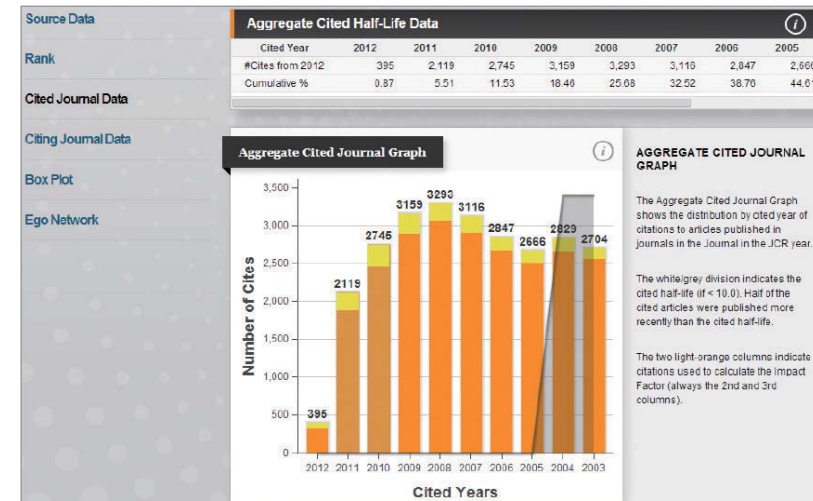 Source Data
Rank
Cited Journal Data
Citing Journal Data
Box Plot
Ego Network
Aggregate Cited Half-Life Data
i
Cited Year 2012 2011 2010 2009 2008 2007 2006 2005
#Cites from 2012 395 2,119 2,745 3,159 3,293 3,116 2,847 2,666
Cumulative % 0.87 5.51 11.53 18.46 25.68 32.52 38.76 44.61
Aggregate Cited Journal Graph
i
Number of Cites
3,500
3,000
2,500
2,000
1,500
1,000
500
0
395
2119
2745
3159
3293
3116
2847
2666
2829
2704
2012 2011 2010 2009 2008 2007 2006 2005 2004 2003
Cited Years
AGGREGATE CITED JOURNAL
GRAPH
The Aggregate Cited Journal Graph
shows the distribution by cited year of
citations to articles published in
journals in the Journal in the JCR year.
The white/grey division indicates the
cited half-life (if < 10.0). Half of the
cited articles were published more
recently than the cited half-life.
The two light-orange columns indicate
citations used to calculate the Impact
Factor (always the 2nd and 3rd
columns).